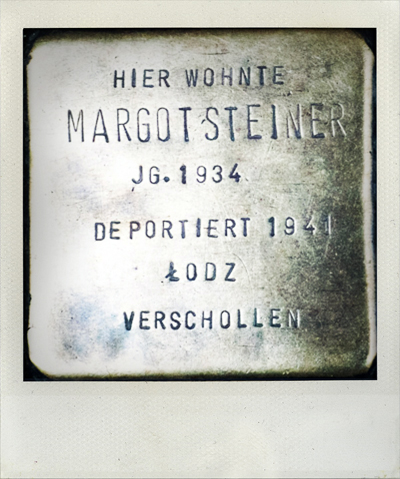 HIER WOHNTE
MARGOT STEINER
JG. 1934
DEPORTIERT 1941
ŁODZ
VERSCHOLLEN